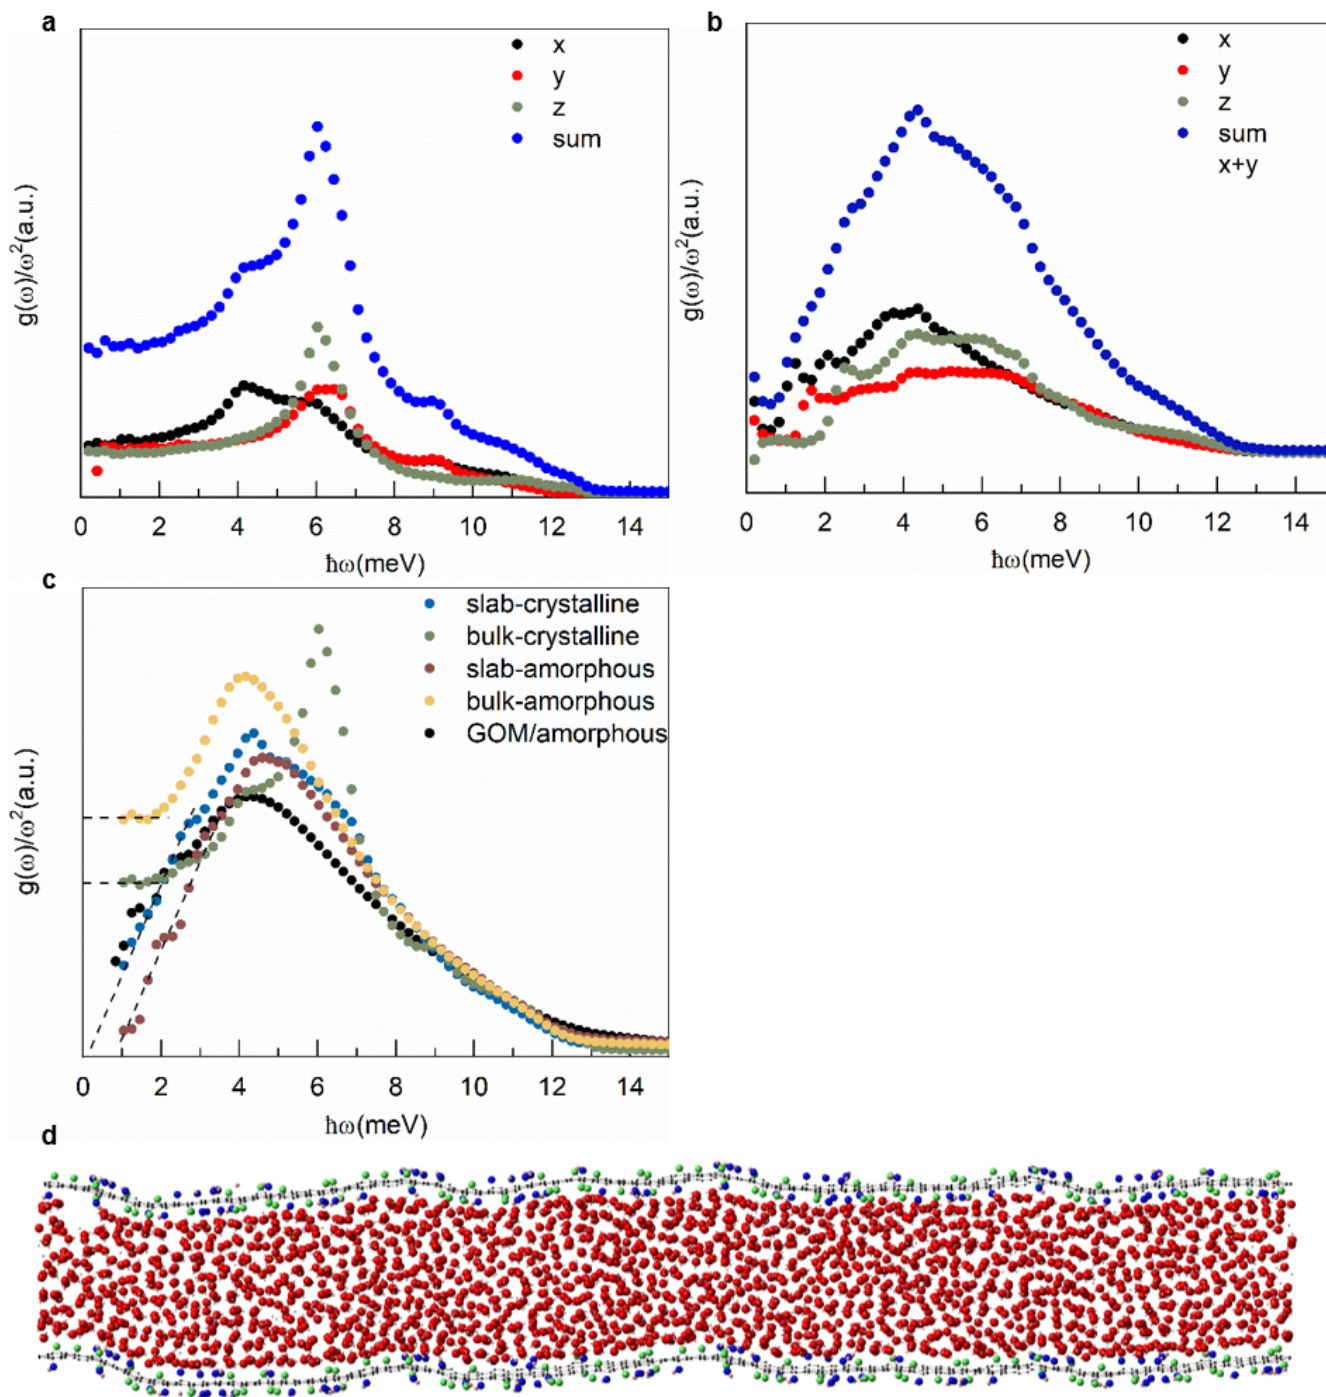 a
x
y
z
sum
g(ω)/ω²(a.u.)
0 2 4 6 8 10 12 14
ħω(meV)
b
x
y
z
sum
x+y
g(ω)/ω²(a.u.)
0 2 4 6 8 10 12 14
ħω(meV)
c
slab-crystalline
bulk-crystalline
slab-amorphous
bulk-amorphous
GOM/amorphous
g(ω)/ω²(a.u.)
0 2 4 6 8 10 12 14
ħω(meV)
d